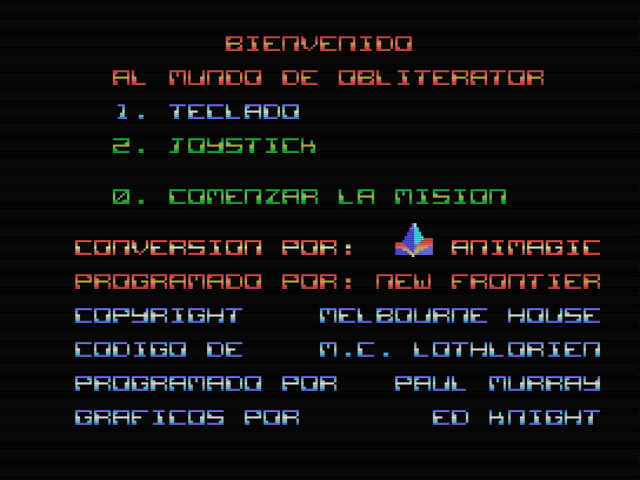 BIENVENIDO
AL MUNDO DE OBLITERATOR
1. TECLADO
2. JOYSTICK
0. COMENZAR LA MISION
CONVERSION POR: ANIMAGIC
PROGRAMADO POR: NEW FRONTIER
COPYRIGHT MELBOURNE HOUSE
CODIGO DE M.C. LOTHLORIEN
PROGRAMADO POR PAUL MURRAY
GRAFICOS POR ED KNIGHT